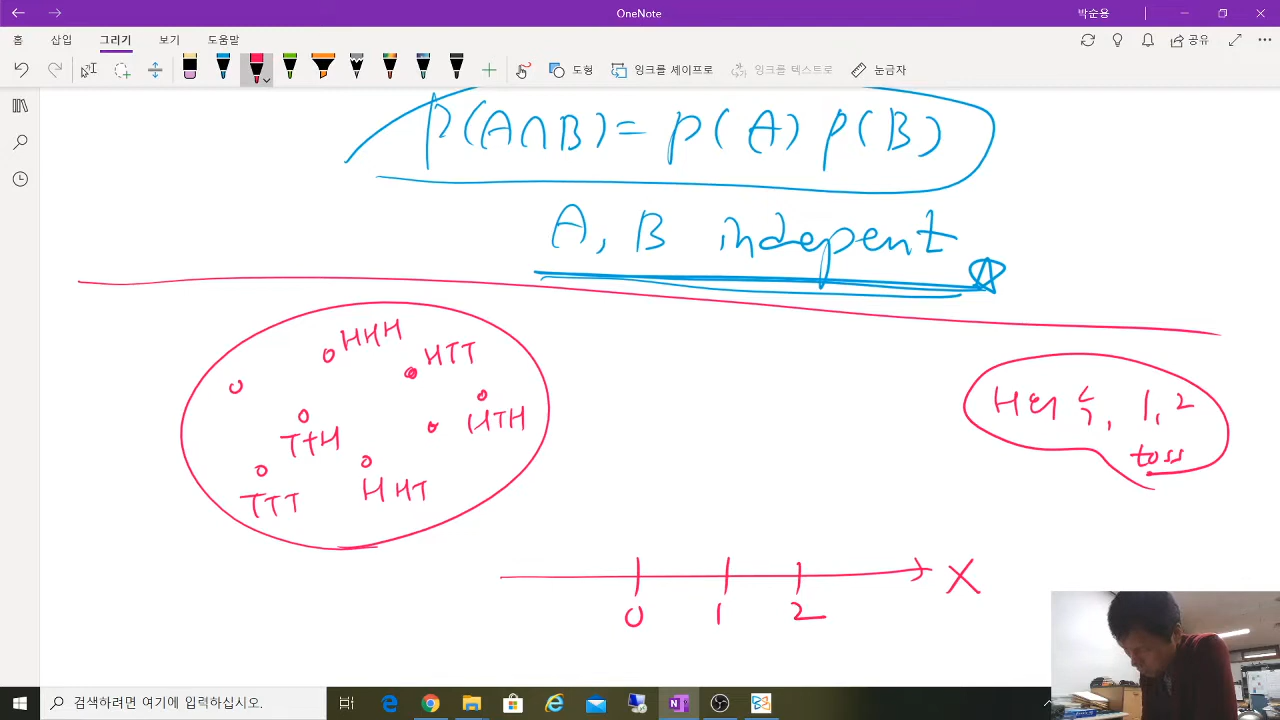 OneNote
박순용
홈 삽입 그리기 보기 도움말
공유
도형 잉크를 셰이프로 잉크를 텍스트로 눈금자
P(A∩B)= P(A) P(B)
A, B indepent
HHH
HTT
HTH
TTH
TTT
HHT
1, 2
toss
X
0 1 2
검색하려면 여기에 입력하십시오.